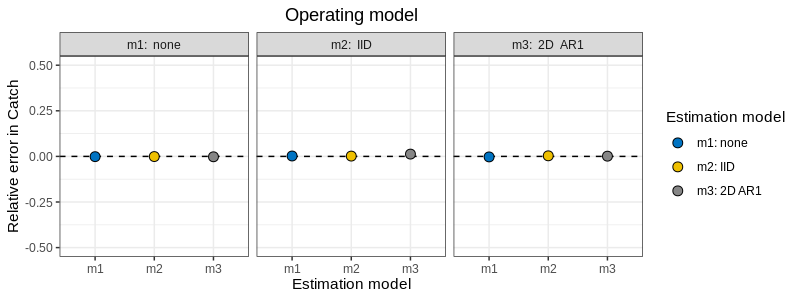 Operating model
m1: none
m2: IID
m3: 2D AR1
Relative error in Catch
0.50
0.25
0.00
-0.25
-0.50
m1 m2 m3
m1 m2 m3
m1 m2 m3
Estimation model
Estimation model
m1: none
m2: IID
m3: 2D AR1